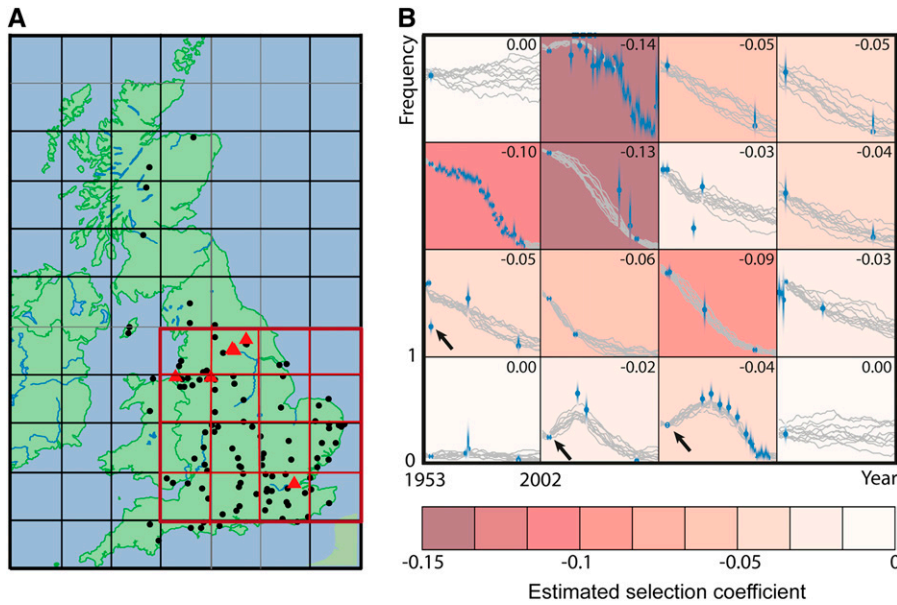 A
B
Frequency
0.00 -0.14 -0.05 -0.05
-0.10 -0.13 -0.03 -0.04
-0.05 -0.06 -0.09 -0.03
1
0.00 -0.02 -0.04 0.00
0
1953 2002 Year
-0.15 -0.1 -0.05 0
Estimated selection coefficient